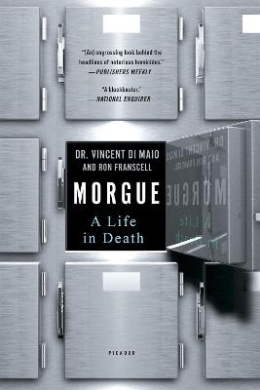 "[An] engrossing look behind the
headlines of notorious homicides."
—PUBLISHERS WEEKLY
"A blockbuster."
—NATIONAL ENQUIRER
DR. VINCENT DI MAIO
AND RON FRANSCELL
MORGUE
A Life
in Death
PICADOR